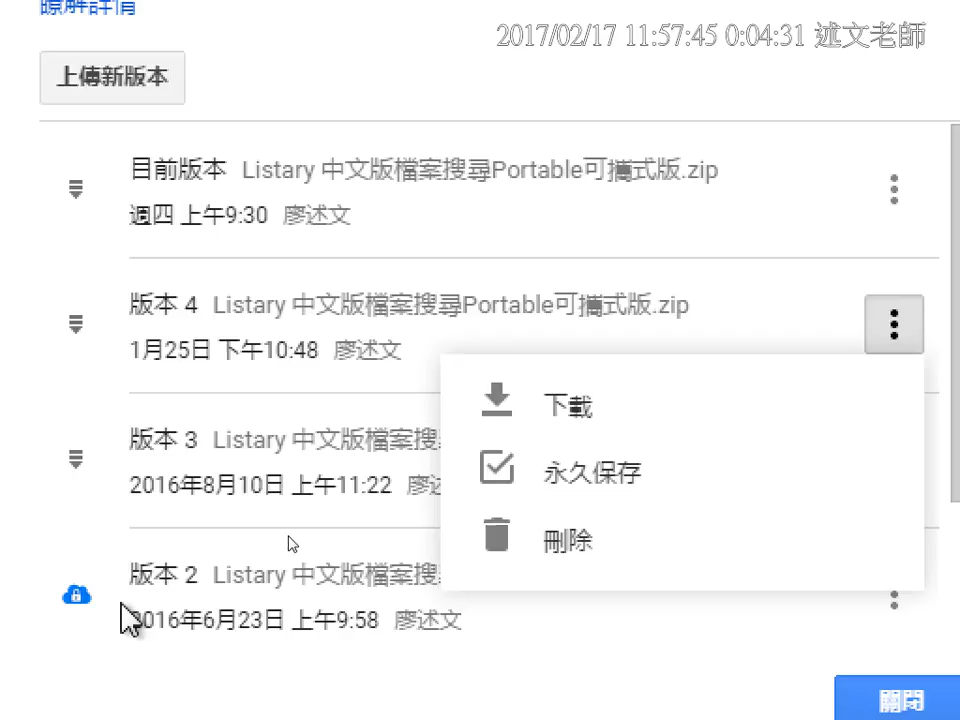 瞭解詳情
2017/02/17 11:57:45 0:04:31 述文老師
上傳新版本
目前版本 Listary 中文版檔案搜尋Portable可攜式版.zip
週四 上午9:30 廖述文
版本 4 Listary 中文版檔案搜尋Portable可攜式版.zip
1月25日 下午10:48 廖述文
下載
版本 3 Listary 中文版檔案搜
永久保存
2016年8月10日 上午11:22 廖述
刪除
版本 2 Listary 中文版檔案搜
2016年6月23日 上午9:58 廖述文
關閉